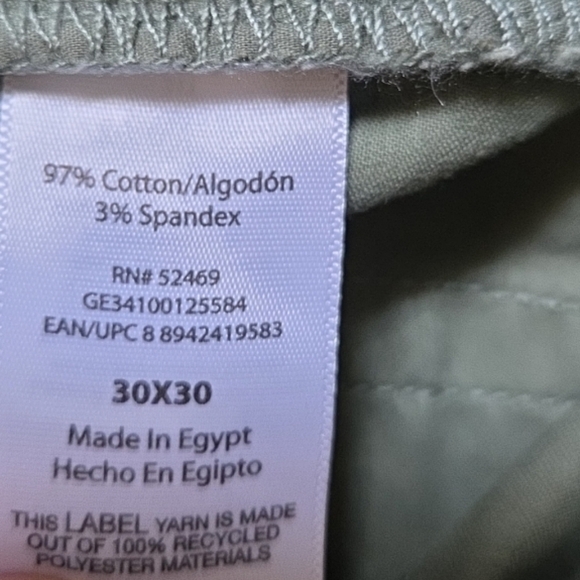 97% Cotton/Algodón
3% Spandex
RN# 52469
GE34100125584
EAN/UPC 8 8942419583
30X30
Made In Egypt
Hecho En Egipto
THIS LABEL YARN IS MADE
OUT OF 100% RECYCLED
POLYESTER MATERIALS